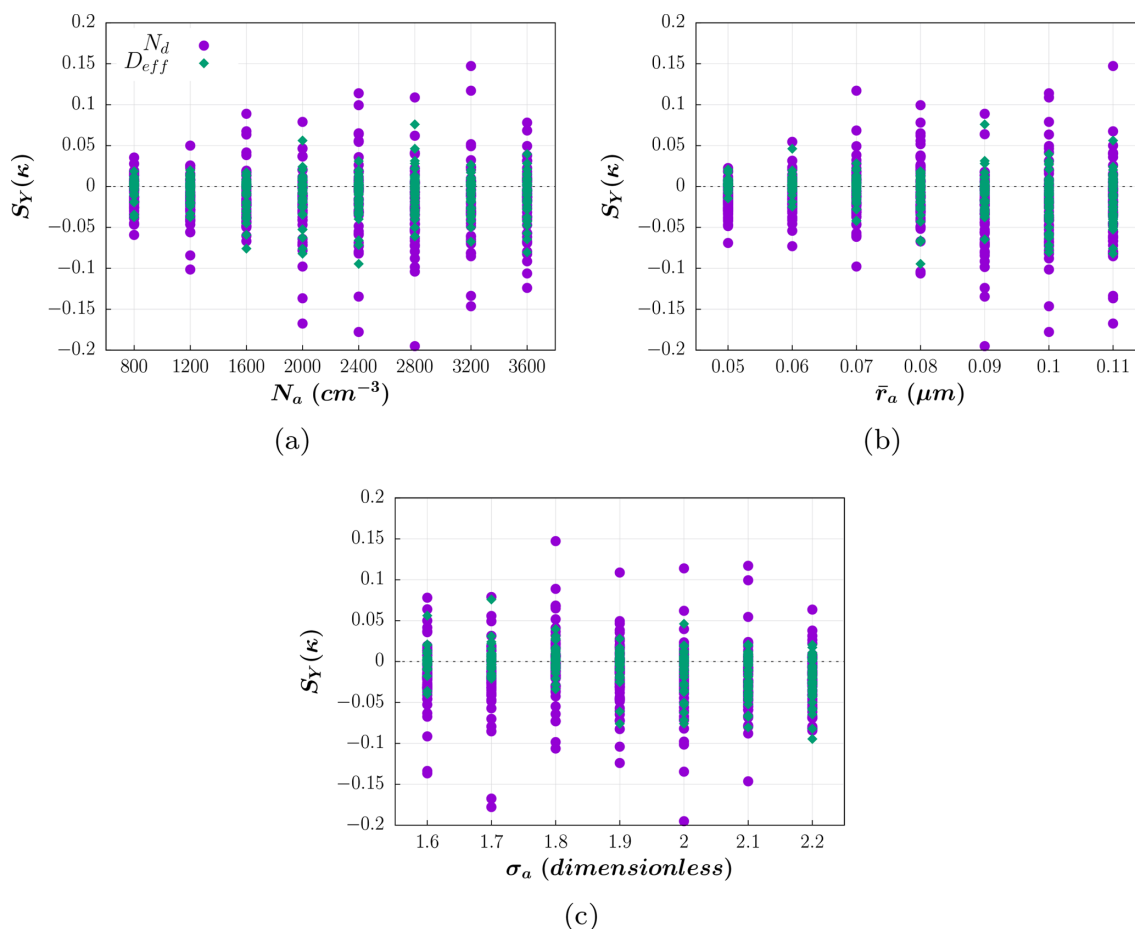 0.2
0.15
0.1
0.05
0
−0.05
−0.1
−0.15
−0.2
S_Y(κ)
N_d
D_{eff}
800 1200 1600 2000 2400 2800 3200 3600
N_a (cm^{−3})
(a)
0.2
0.15
0.1
0.05
0
−0.05
−0.1
−0.15
−0.2
S_Y(κ)
0.05 0.06 0.07 0.08 0.09 0.1 0.11
r̄_a (μm)
(b)
0.2
0.15
0.1
0.05
0
−0.05
−0.1
−0.15
−0.2
S_Y(κ)
1.6 1.7 1.8 1.9 2 2.1 2.2
σ_a (dimensionless)
(c)